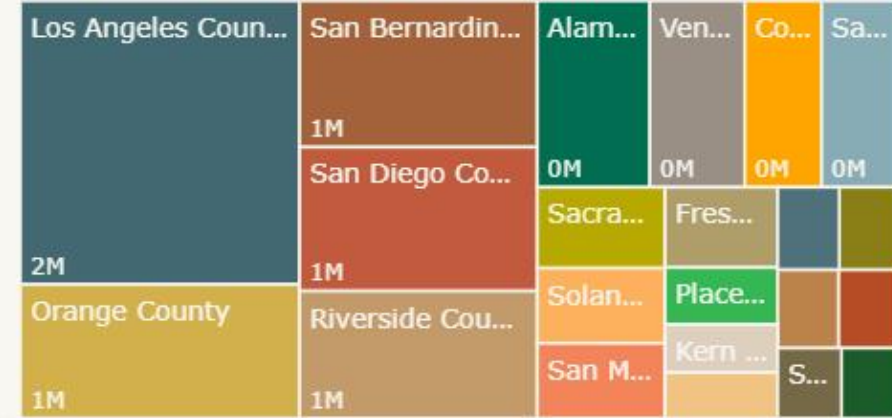 Los Angeles Coun...
2M
Orange County
1M
San Bernardin...
1M
San Diego Co...
1M
Riverside Cou...
1M
Alam...
0M
Ven...
0M
Co...
0M
Sa...
0M
Sacra...
Solan...
San M...
Fres...
Place...
Kern ...
S...